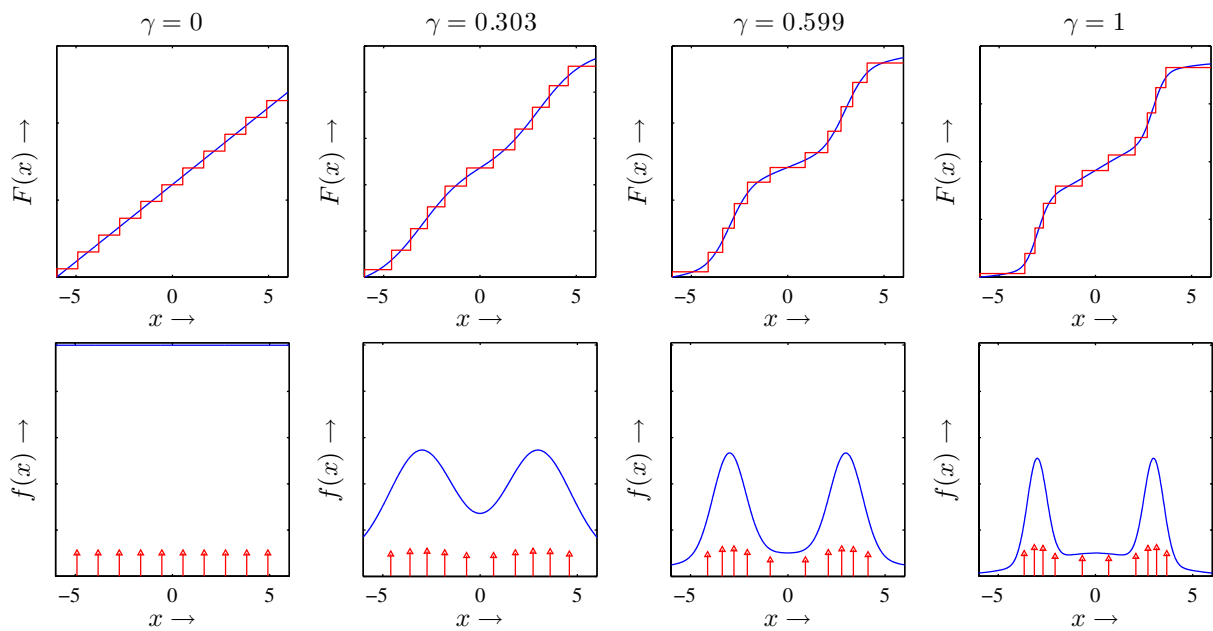 γ = 0
γ = 0.303
γ = 0.599
γ = 1
F(x) →
F(x) →
F(x) →
F(x) →
−5 0 5
−5 0 5
−5 0 5
−5 0 5
x →
x →
x →
x →
f(x) →
f(x) →
f(x) →
f(x) →
−5 0 5
−5 0 5
−5 0 5
−5 0 5
x →
x →
x →
x →